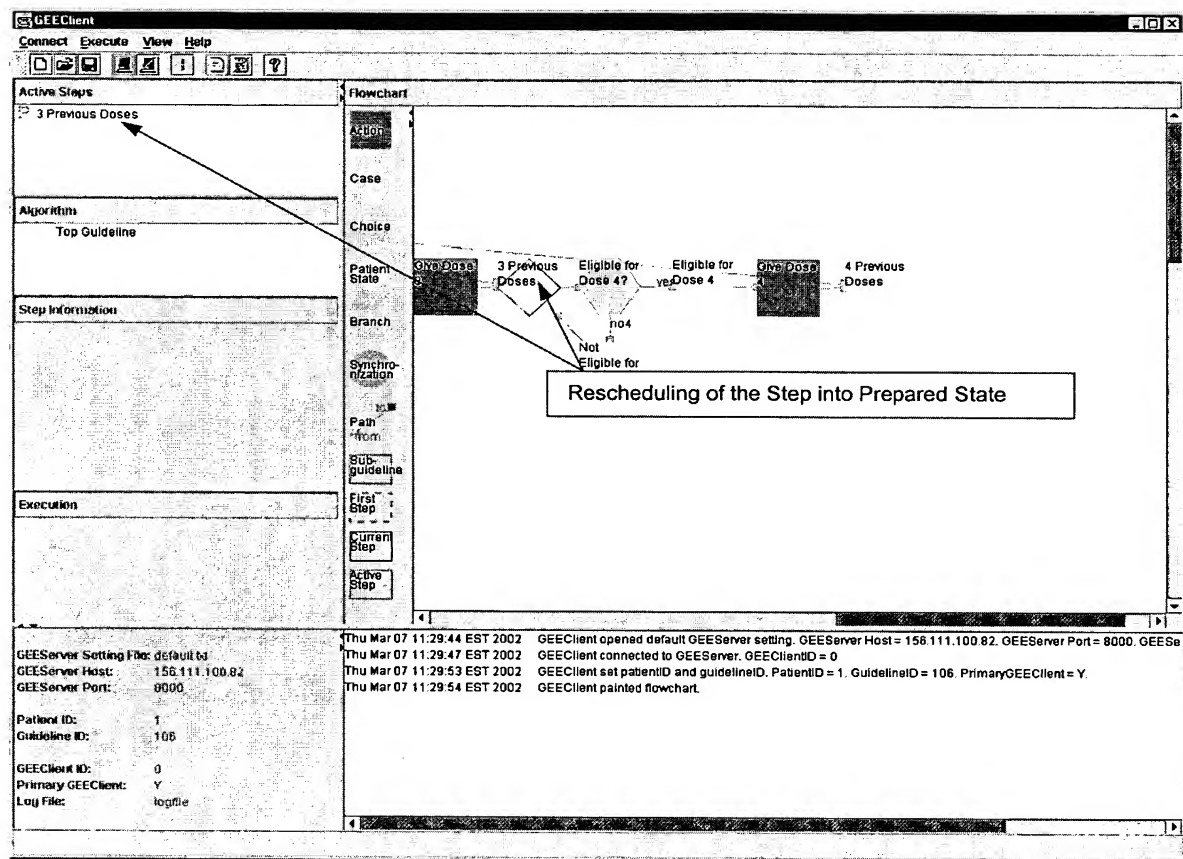 GEEClient
Connect Execute View Help
Active Steps
3 Previous Doses
Algorithm
Top Guideline
Step Information
Execution
Flowchart
Action
Case
Choice
Patient
State
Branch
Synchro-
nization
to
Path
from
Sub-
guideline
First
Step
Current
Step
Active
Step
Give Dose
3
3 Previous
Doses
Eligible for
Dose 4?
yes
Eligible for
Dose 4
Give Dose
4
4 Previous
Doses
no4
Not
Eligible for
Rescheduling of the Step into Prepared State
GEEServer Setting File: default.txt
GEEServer Host: 156.111.100.82
GEEServer Port: 8000
Patient ID: 1
Guideline ID: 106
GEEClient ID: 0
Primary GEEClient: Y
Log File: logfile
Thu Mar 07 11:29:44 EST 2002 GEEClient opened default GEEServer setting. GEEServer Host = 156.111.100.82. GEEServer Port = 8000. GEESe
Thu Mar 07 11:29:47 EST 2002 GEEClient connected to GEEServer. GEEClientID = 0
Thu Mar 07 11:29:53 EST 2002 GEEClient set patientID and guidelineID. PatientID = 1. GuidelineID = 106. PrimaryGEEClient = Y.
Thu Mar 07 11:29:54 EST 2002 GEEClient painted flowchart.